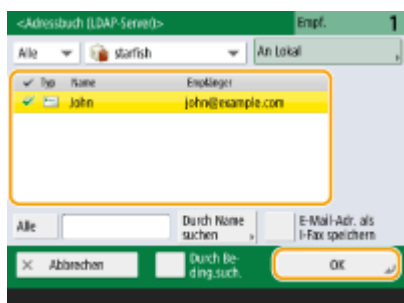 <Adressbuch (LDAP-Server)> Empf. 1
Alle starfish An Lokal
Typ Name Empfänger
John john@example.com
Alle Durch Name suchen E-Mail-Adr. als I-Fax speichern
Abbrechen Durch Be-ding.such. OK